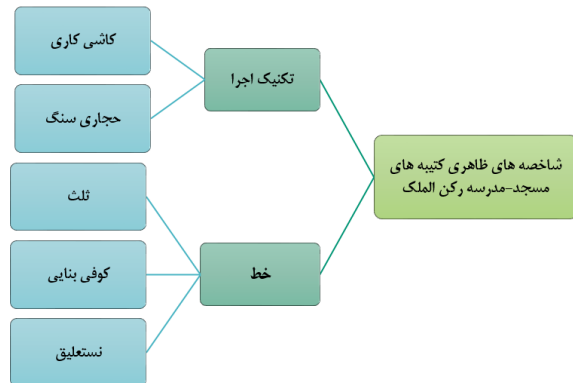 شاخصه های ظاهری کتیبه های
مسجد-مدرسه رکن الملک
تکنیک اجرا
کاشی کاری
حجاری سنگ
خط
ثلث
کوفی بنایی
نستعلیق